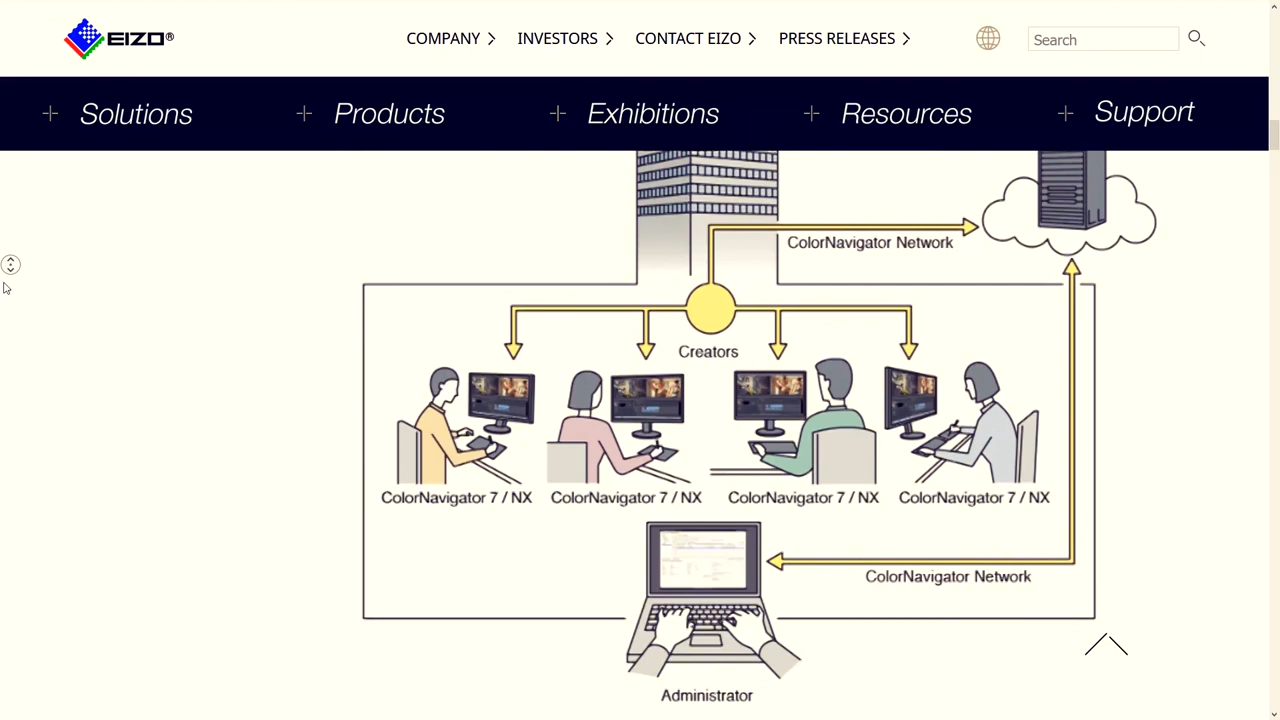 EIZO®
COMPANY
INVESTORS
CONTACT EIZO
PRESS RELEASES
Search
Solutions
Products
Exhibitions
Resources
Support
ColorNavigator Network
Creators
ColorNavigator 7 / NX
ColorNavigator 7 / NX
ColorNavigator 7 / NX
ColorNavigator 7 / NX
ColorNavigator Network
Administrator